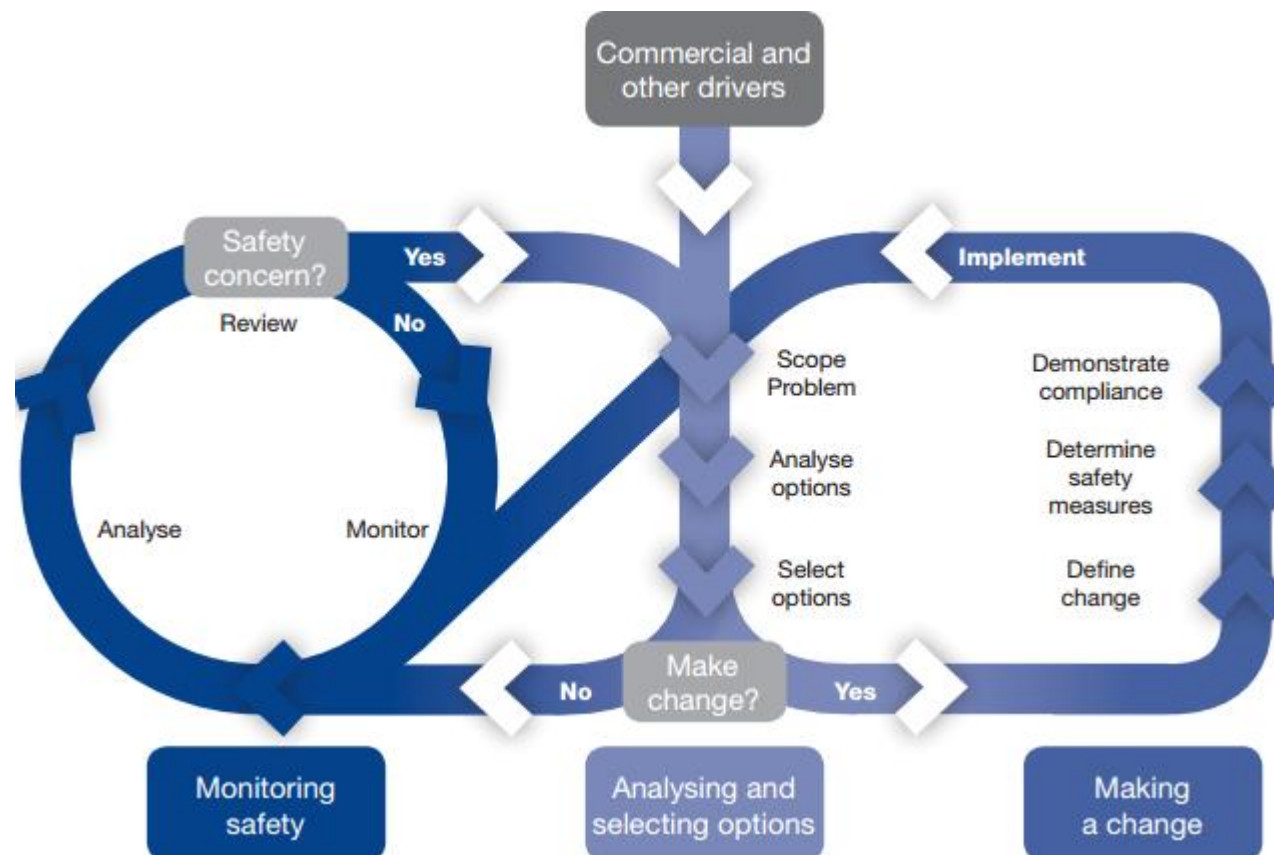 Commercial and
other drivers
Safety
concern?
Yes
Implement
Review
No
Scope
Problem
Demonstrate
compliance
Analyse
options
Determine
safety
measures
Analyse
Monitor
Select
options
Define
change
Make
change?
No
Yes
Monitoring
safety
Analysing and
selecting options
Making
a change